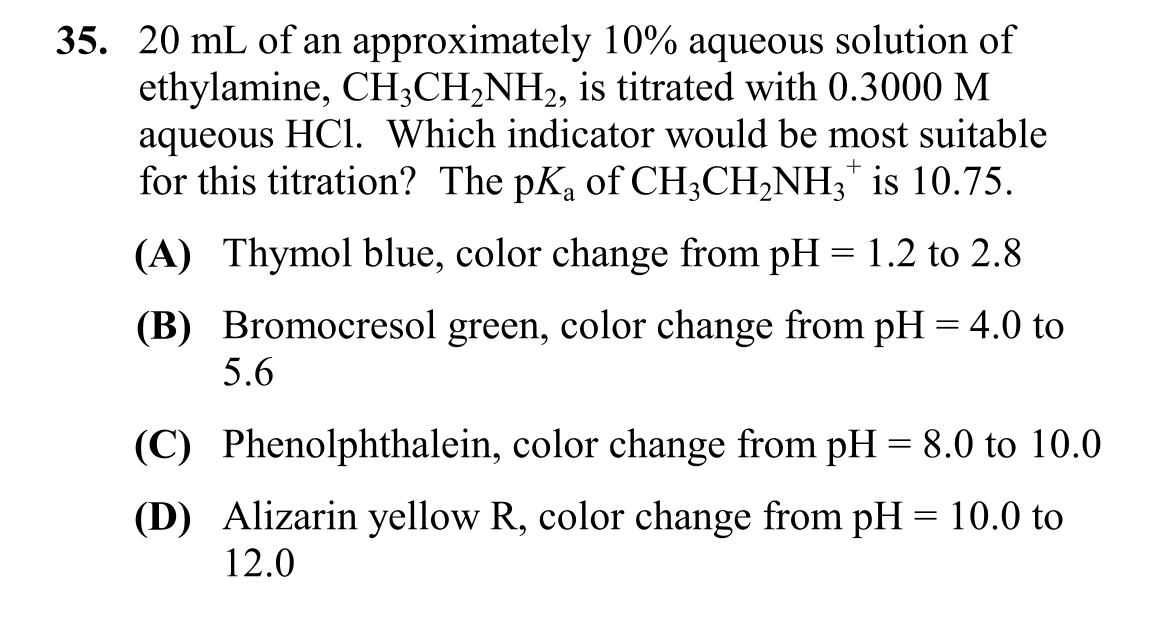 35. 20 mL of an approximately 10% aqueous solution of
ethylamine, CH₃CH₂NH₂, is titrated with 0.3000 M
aqueous HCl. Which indicator would be most suitable
for this titration? The pKₐ of CH₃CH₂NH₃⁺ is 10.75.
(A) Thymol blue, color change from pH = 1.2 to 2.8
(B) Bromocresol green, color change from pH = 4.0 to
5.6
(C) Phenolphthalein, color change from pH = 8.0 to 10.0
(D) Alizarin yellow R, color change from pH = 10.0 to
12.0